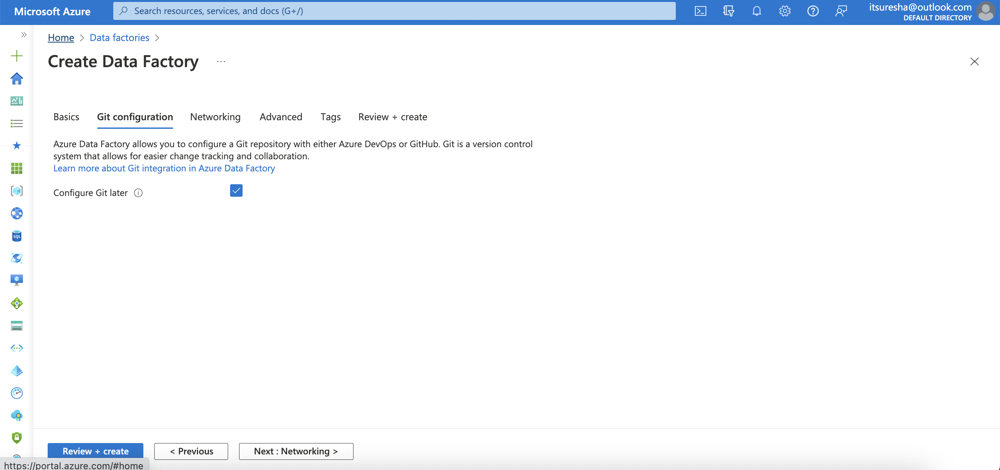 Microsoft Azure
Search resources, services, and docs (G+/)
itsuresha@outlook.com
DEFAULT DIRECTORY
Home > Data factories >
Create Data Factory ...
Basics Git configuration Networking Advanced Tags Review + create
Azure Data Factory allows you to configure a Git repository with either Azure DevOps or GitHub. Git is a version control
system that allows for easier change tracking and collaboration.
Learn more about Git integration in Azure Data Factory
Configure Git later
SQL
Review + create < Previous Next : Networking >
https://portal.azure.com/#home